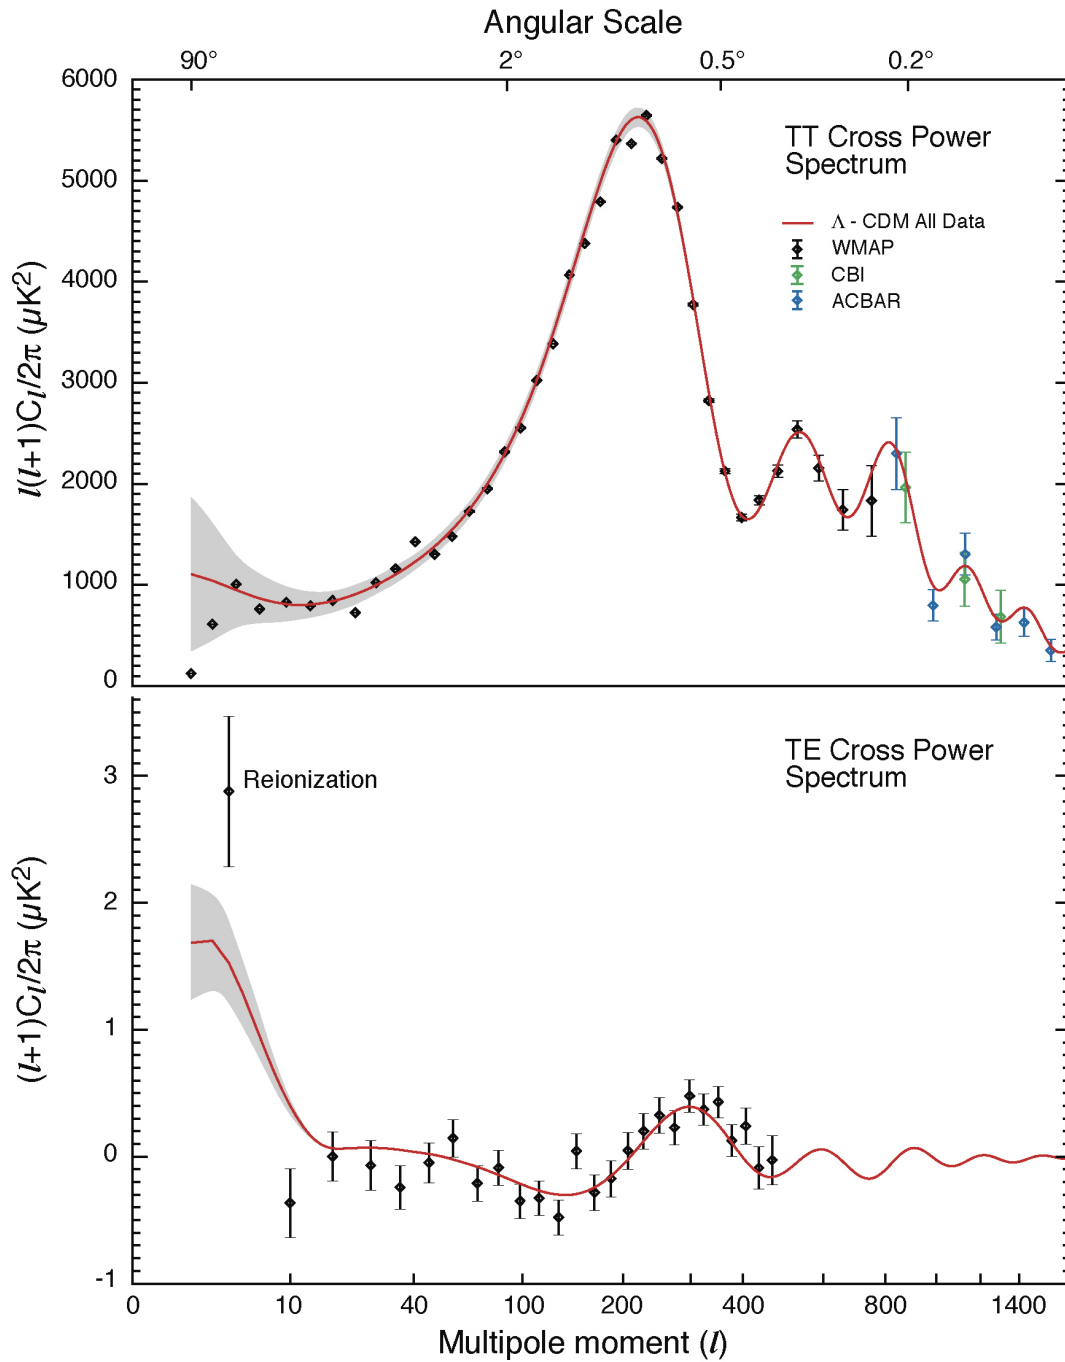 Angular Scale
90° 2° 0.5° 0.2°
6000
5000
4000
3000
2000
1000
0
l(l+1)Cl/2π (µK²)
TT Cross Power
Spectrum
Λ - CDM All Data
WMAP
CBI
ACBAR
3
2
1
0
-1
(l+1)Cl/2π (µK²)
Reionization
TE Cross Power
Spectrum
0 10 40 100 200 400 800 1400
Multipole moment (l)